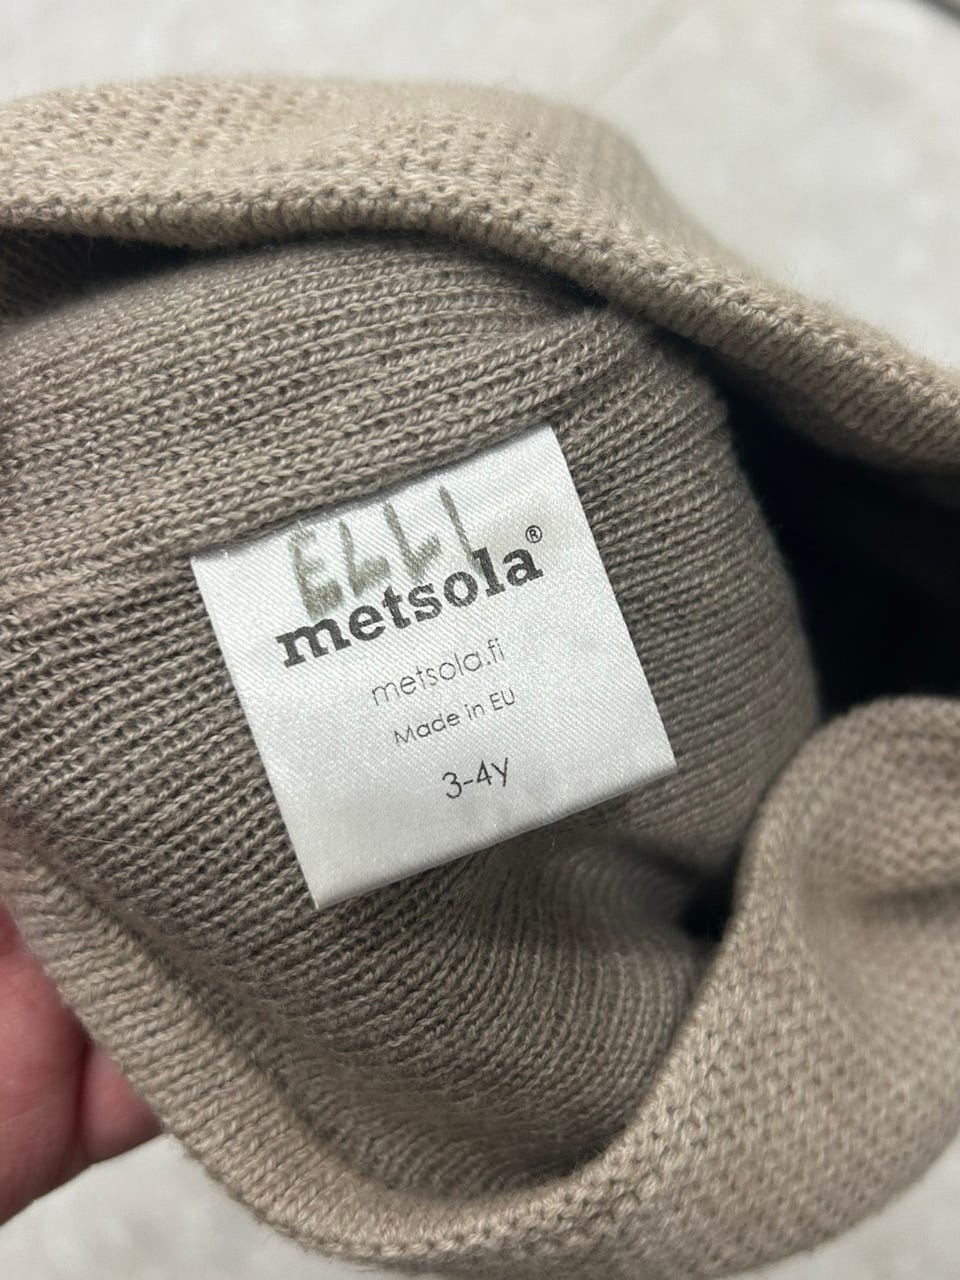 ELLI
metsola®
metsola.fi
Made in EU
3-4y